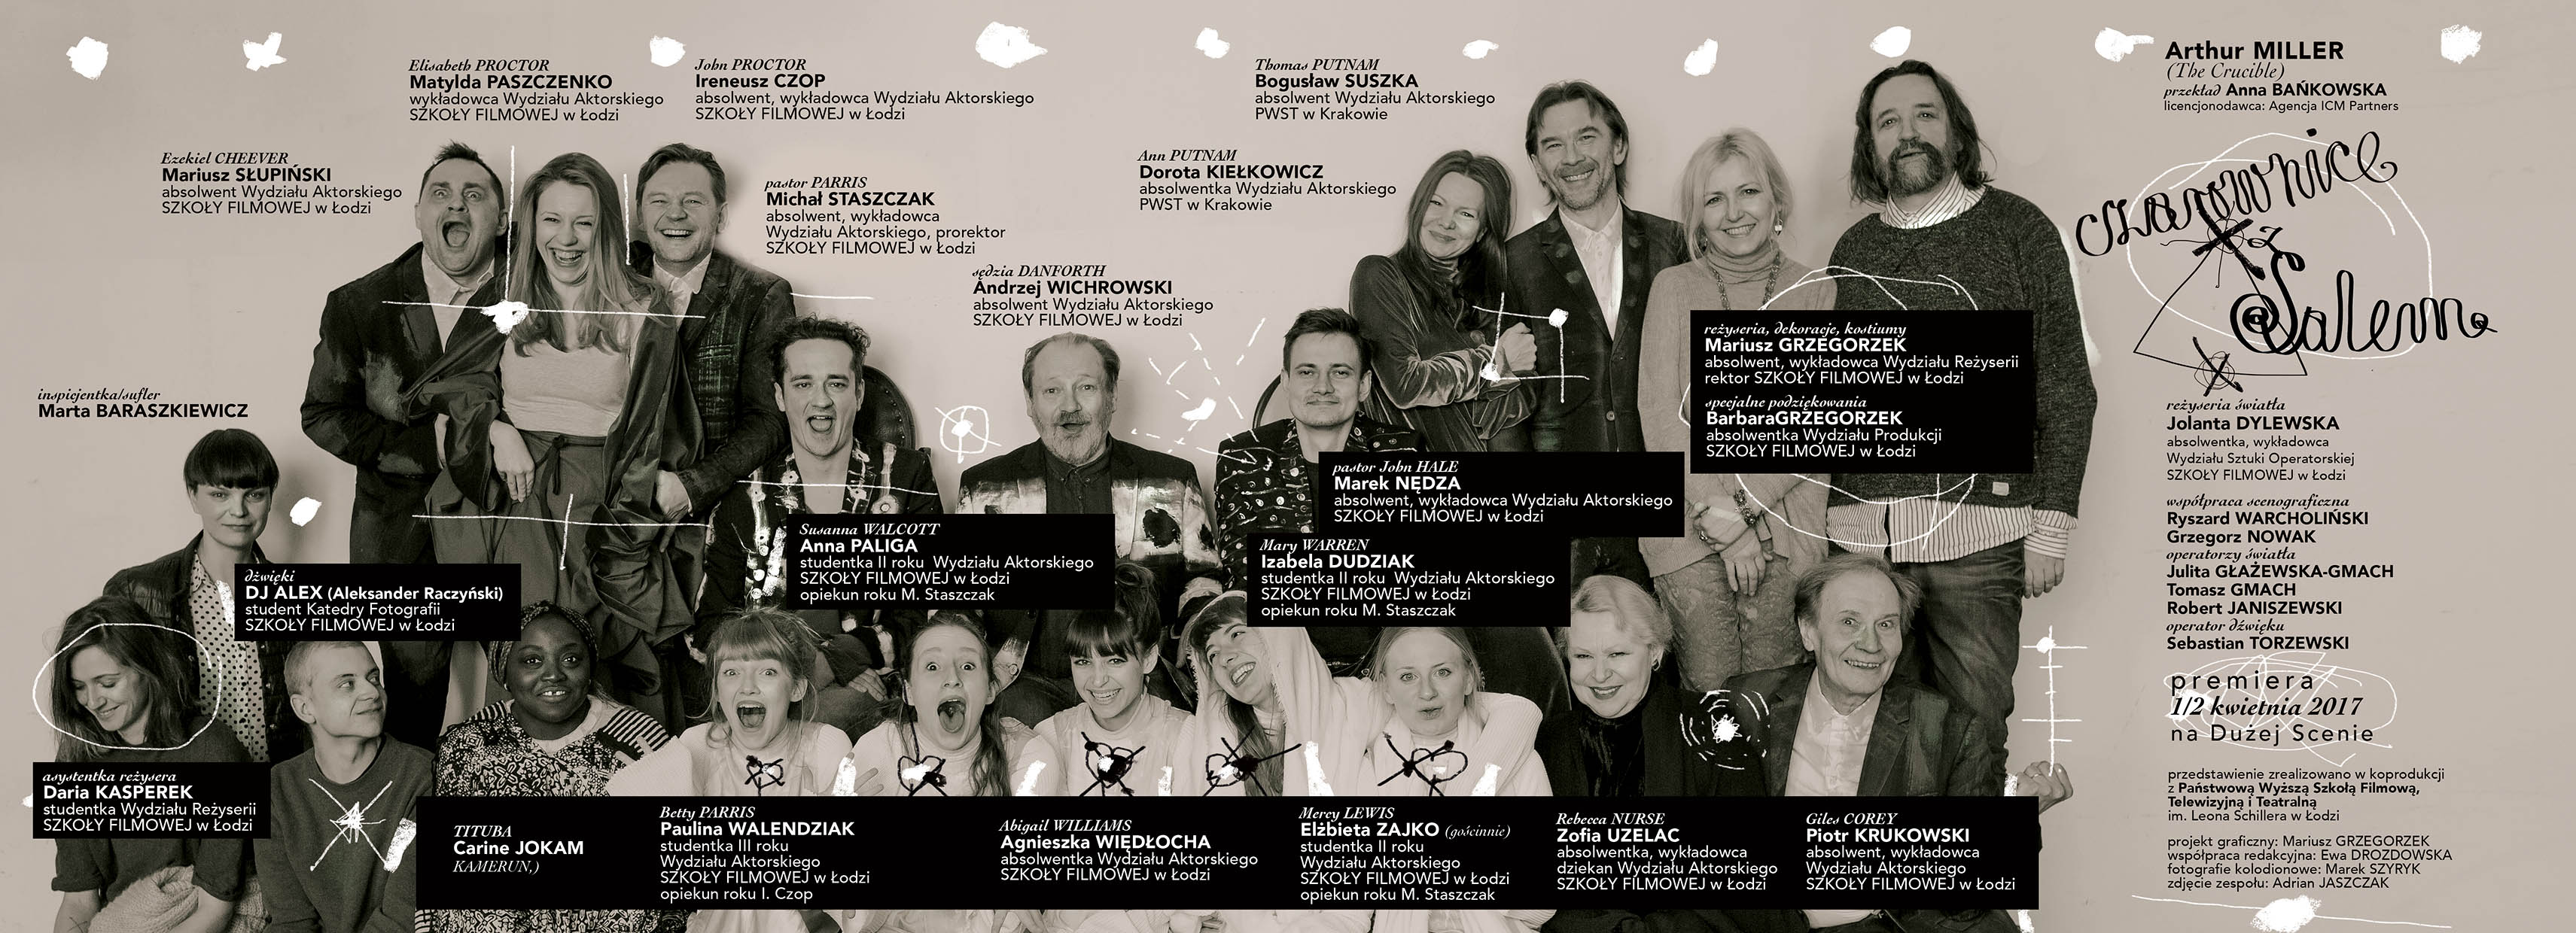 Elisabeth PROCTOR
Matylda PASZCZENKO
wykładowca Wydziału Aktorskiego
SZKOŁY FILMOWEJ w Łodzi
John PROCTOR
Ireneusz CZOP
absolwent, wykładowca Wydziału Aktorskiego
SZKOŁY FILMOWEJ w Łodzi
Thomas PUTNAM
Bogusław SUSZKA
absolwent Wydziału Aktorskiego
PWST w Krakowie
Ezekiel CHEEVER
Mariusz SŁUPIŃSKI
absolwent Wydziału Aktorskiego
SZKOŁY FILMOWEJ w Łodzi
pastor PARRIS
Michał STASZCZAK
absolwent, wykładowca
Wydziału Aktorskiego, prorektor
SZKOŁY FILMOWEJ w Łodzi
Ann PUTNAM
Dorota KIEŁKOWICZ
absolwentka Wydziału Aktorskiego
PWST w Krakowie
sędzia DANFORTH
Andrzej WICHROWSKI
absolwent Wydziału Aktorskiego
SZKOŁY FILMOWEJ w Łodzi
reżyseria, dekoracje, kostiumy
Mariusz GRZEGORZEK
absolwent, wykładowca Wydziału Reżyserii
rektor SZKOŁY FILMOWEJ w Łodzi
specjalne podziękowania
BarbaraGRZEGORZEK
absolwentka Wydziału Produkcji
SZKOŁY FILMOWEJ w Łodzi
inspicjentka/sufler
Marta BARASZKIEWICZ
pastor John HALE
Marek NĘDZA
absolwent, wykładowca Wydziału Aktorskiego
SZKOŁY FILMOWEJ w Łodzi
Susanna WALCOTT
Anna PALIGA
studentka II roku Wydziału Aktorskiego
SZKOŁY FILMOWEJ w Łodzi
opiekun roku M. Staszczak
Mary WARREN
Izabela DUDZIAK
studentka II roku Wydziału Aktorskiego
SZKOŁY FILMOWEJ w Łodzi
opiekun roku M. Staszczak
dźwięki
DJ ALEX (Aleksander Raczyński)
student Katedry Fotografii
SZKOŁY FILMOWEJ w Łodzi
asystentka reżysera
Daria KASPEREK
studentka Wydziału Reżyserii
SZKOŁY FILMOWEJ w Łodzi
TITUBA
Carine JOKAM
KAMERUN,)
Betty PARRIS
Paulina WALENDZIAK
studentka III roku
Wydziału Aktorskiego
SZKOŁY FILMOWEJ w Łodzi
opiekun roku I. Czop
Abigail WILLIAMS
Agnieszka WIĘDŁOCHA
absolwentka Wydziału Aktorskiego
SZKOŁY FILMOWEJ w Łodzi
Mercy LEWIS
Elżbieta ZAJKO (gościnnie)
studentka II roku
Wydziału Aktorskiego
SZKOŁY FILMOWEJ w Łodzi
opiekun roku M. Staszczak
Rebecca NURSE
Zofia UZELAC
absolwentka, wykładowca
dziekan Wydziału Aktorskiego
SZKOŁY FILMOWEJ w Łodzi
Giles COREY
Piotr KRUKOWSKI
absolwent, wykładowca
Wydziału Aktorskiego
SZKOŁY FILMOWEJ w Łodzi
Arthur MILLER
(The Crucible)
przekład Anna BAŃKOWSKA
licencjonodawca: Agencja ICM Partners
czarownice
z
Salem
reżyseria światła
Jolanta DYLEWSKA
absolwentka, wykładowca
Wydziału Sztuki Operatorskiej
SZKOŁY FILMOWEJ w Łodzi
współpraca scenograficzna
Ryszard WARCHOLIŃSKI
Grzegorz NOWAK
operatorzy światła
Julita GŁAŻEWSKA-GMACH
Tomasz GMACH
Robert JANISZEWSKI
operator dźwięku
Sebastian TORZEWSKI
premiera
1/2 kwietnia 2017
na Dużej Scenie
przedstawienie zrealizowano w koprodukcji
z Państwową Wyższą Szkołą Filmową,
Telewizyjną i Teatralną
im. Leona Schillera w Łodzi
projekt graficzny: Mariusz GRZEGORZEK
współpraca redakcyjna: Ewa DROZDOWSKA
fotografie kolodionowe: Marek SZYRYK
zdjęcie zespołu: Adrian JASZCZAK